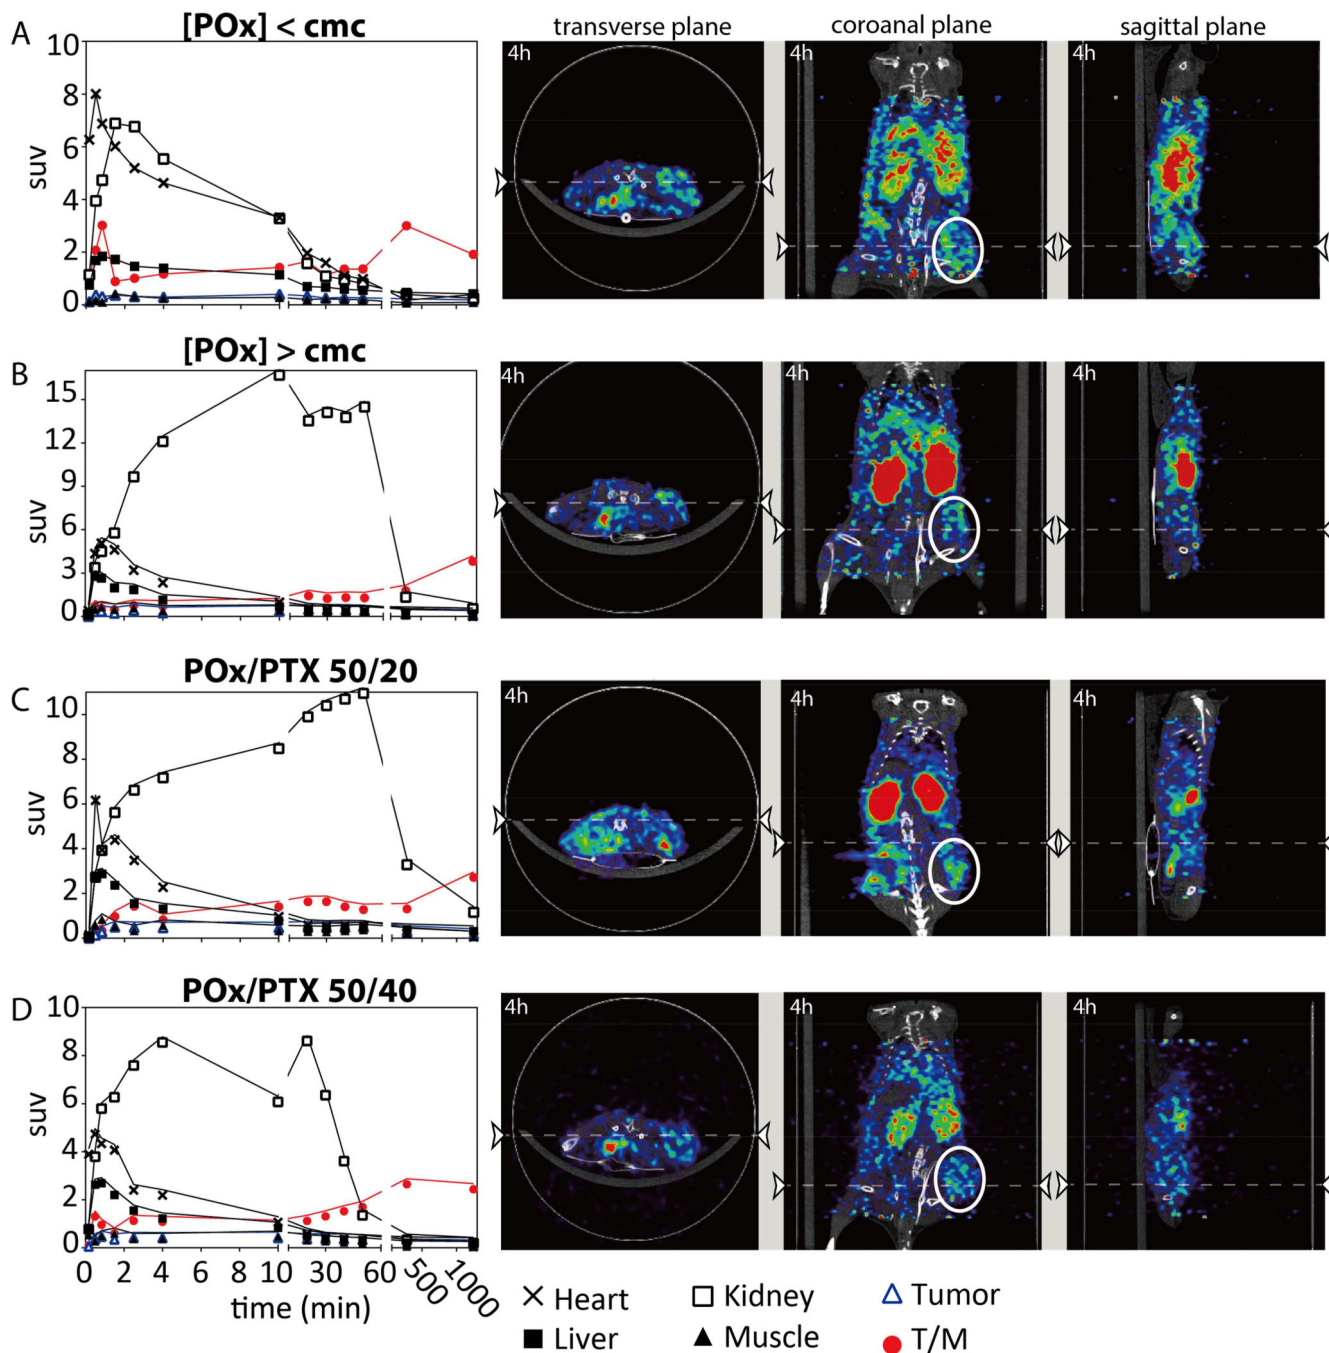 A [POx] < cmc transverse plane coroanal plane sagittal plane
10
8
6
4
2
0
suv
4h 4h 4h
B [POx] > cmc
15
12
9
6
3
0
suv
4h 4h 4h
C POx/PTX 50/20
10
8
6
4
2
0
suv
4h 4h 4h
D POx/PTX 50/40
10
8
6
4
2
0
suv
4h 4h 4h
0 2 4 10 30 60 500 1000
time (min)
Heart Kidney Tumor
Liver Muscle T/M